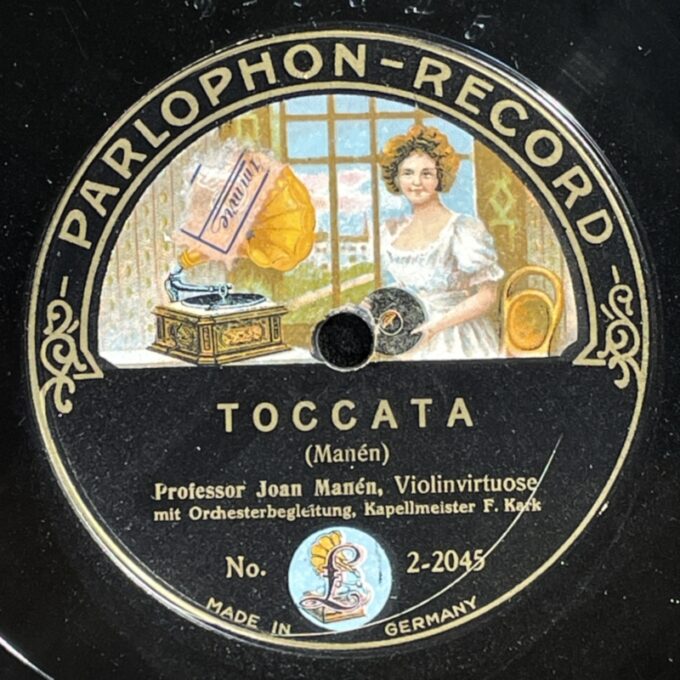 PARLOPHON-RECORD
TOCCATA
(Manén)
Professor Joan Manén, Violinvirtuose
mit Orchesterbegleitung, Kapellmeister F. Kark
No. £ 2-2045
MADE IN GERMANY